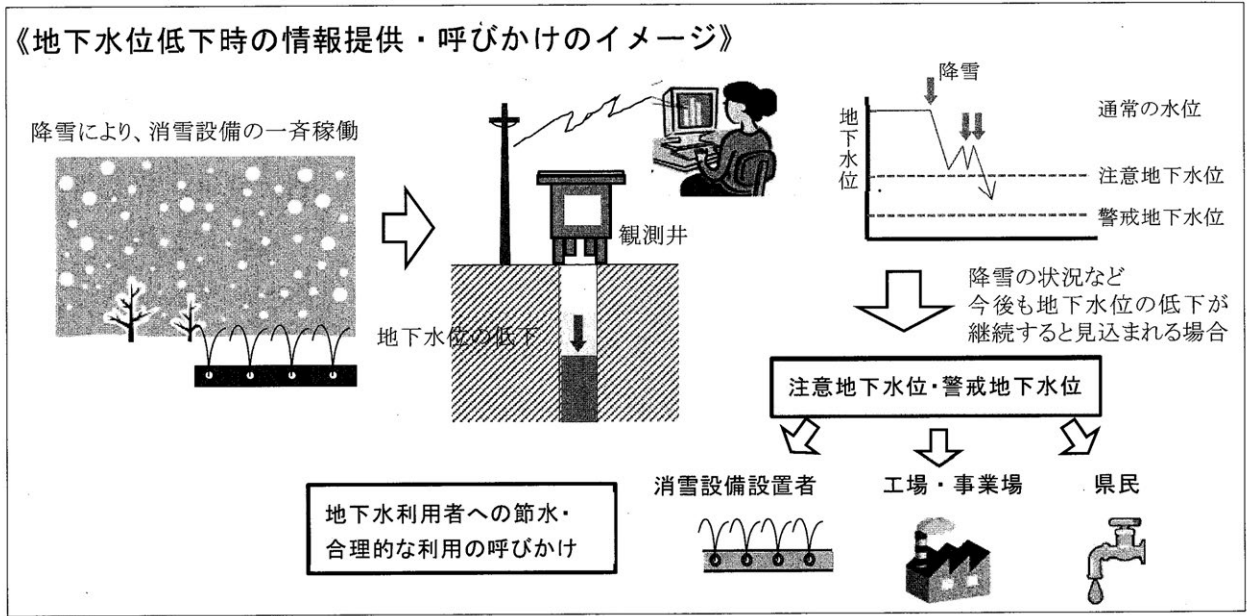 《地下水位低下時の情報提供・呼びかけのイメージ》
降雪により、消雪設備の一斉稼働
観測井
地下水位の低下
降雪
地下水位
通常の水位
注意地下水位
警戒地下水位
降雪の状況など
今後も地下水位の低下が
継続すると見込まれる場合
注意地下水位・警戒地下水位
消雪設備設置者
工場・事業場
県民
地下水利用者への節水・
合理的な利用の呼びかけ